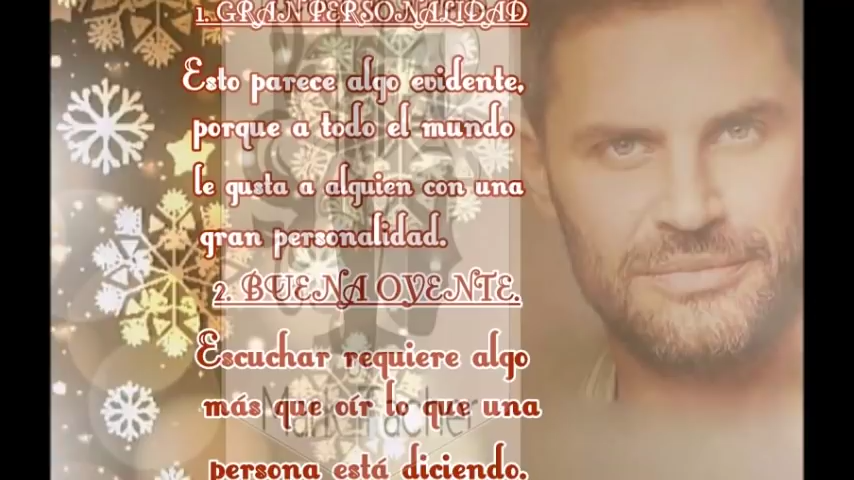 1. GRAN PERSONALIDAD
Esto parece algo evidente,
porque a todo el mundo
le gusta a alguien con una
gran personalidad.
2. BUENA OYENTE.
Escuchar requiere algo
más que oír lo que una
persona está diciendo.